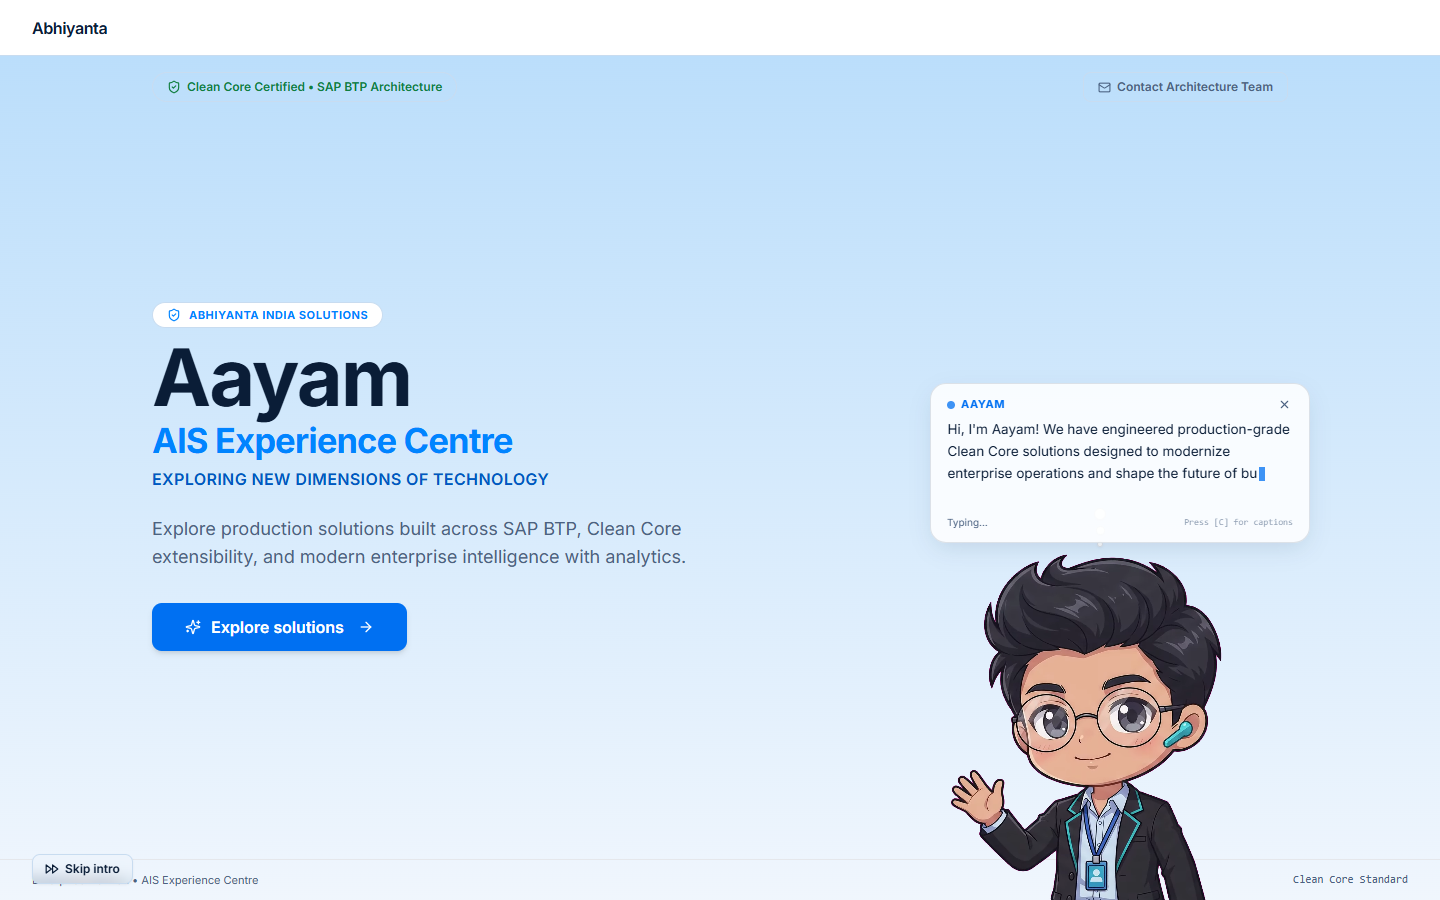 Abhiyanta
Clean Core Certified • SAP BTP Architecture
Contact Architecture Team
ABHIYANTA INDIA SOLUTIONS
Aayam
AIS Experience Centre
EXPLORING NEW DIMENSIONS OF TECHNOLOGY
Explore production solutions built across SAP BTP, Clean Core
extensibility, and modern enterprise intelligence with analytics.
Explore solutions
AAYAM
Hi, I'm Aayam! We have engineered production-grade
Clean Core solutions designed to modernize
enterprise operations and shape the future of bu
Typing...
Press [C] for captions
Skip intro
• AIS Experience Centre
Clean Core Standard